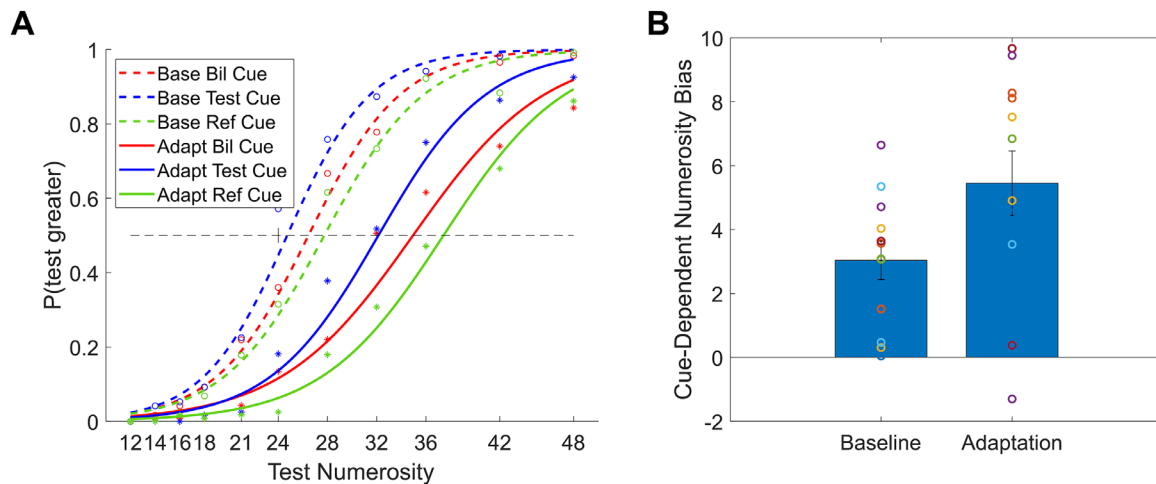 A
P(test greater)
1
0.8
0.6
0.4
0.2
0
Base Bil Cue
Base Test Cue
Base Ref Cue
Adapt Bil Cue
Adapt Test Cue
Adapt Ref Cue
12 14 16 18 21 24 28 32 36 42 48
Test Numerosity
B
Cue-Dependent Numerosity Bias
10
8
6
4
2
0
-2
Baseline Adaptation